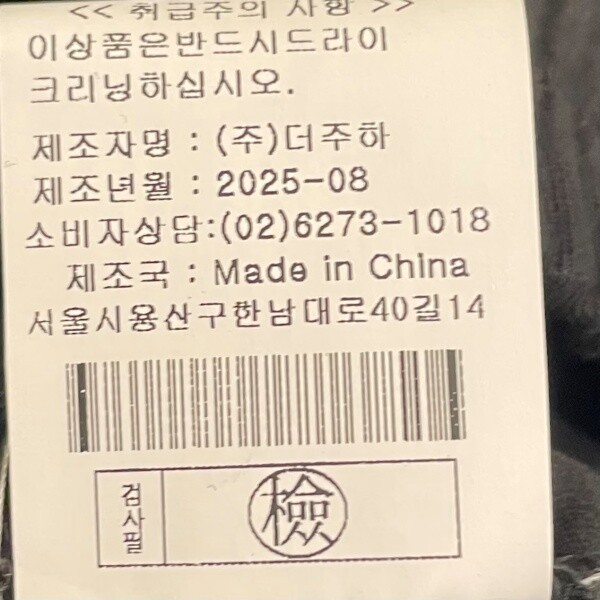 << 취급주의 사항 >>
이상품은반드시드라이
크리닝하십시오.
제조자명 : (주)더주하
제조년월 : 2025-08
소비자상담:(02)6273-1018
제조국 : Made in China
서울시용산구한남대로40길14
검사필
檢